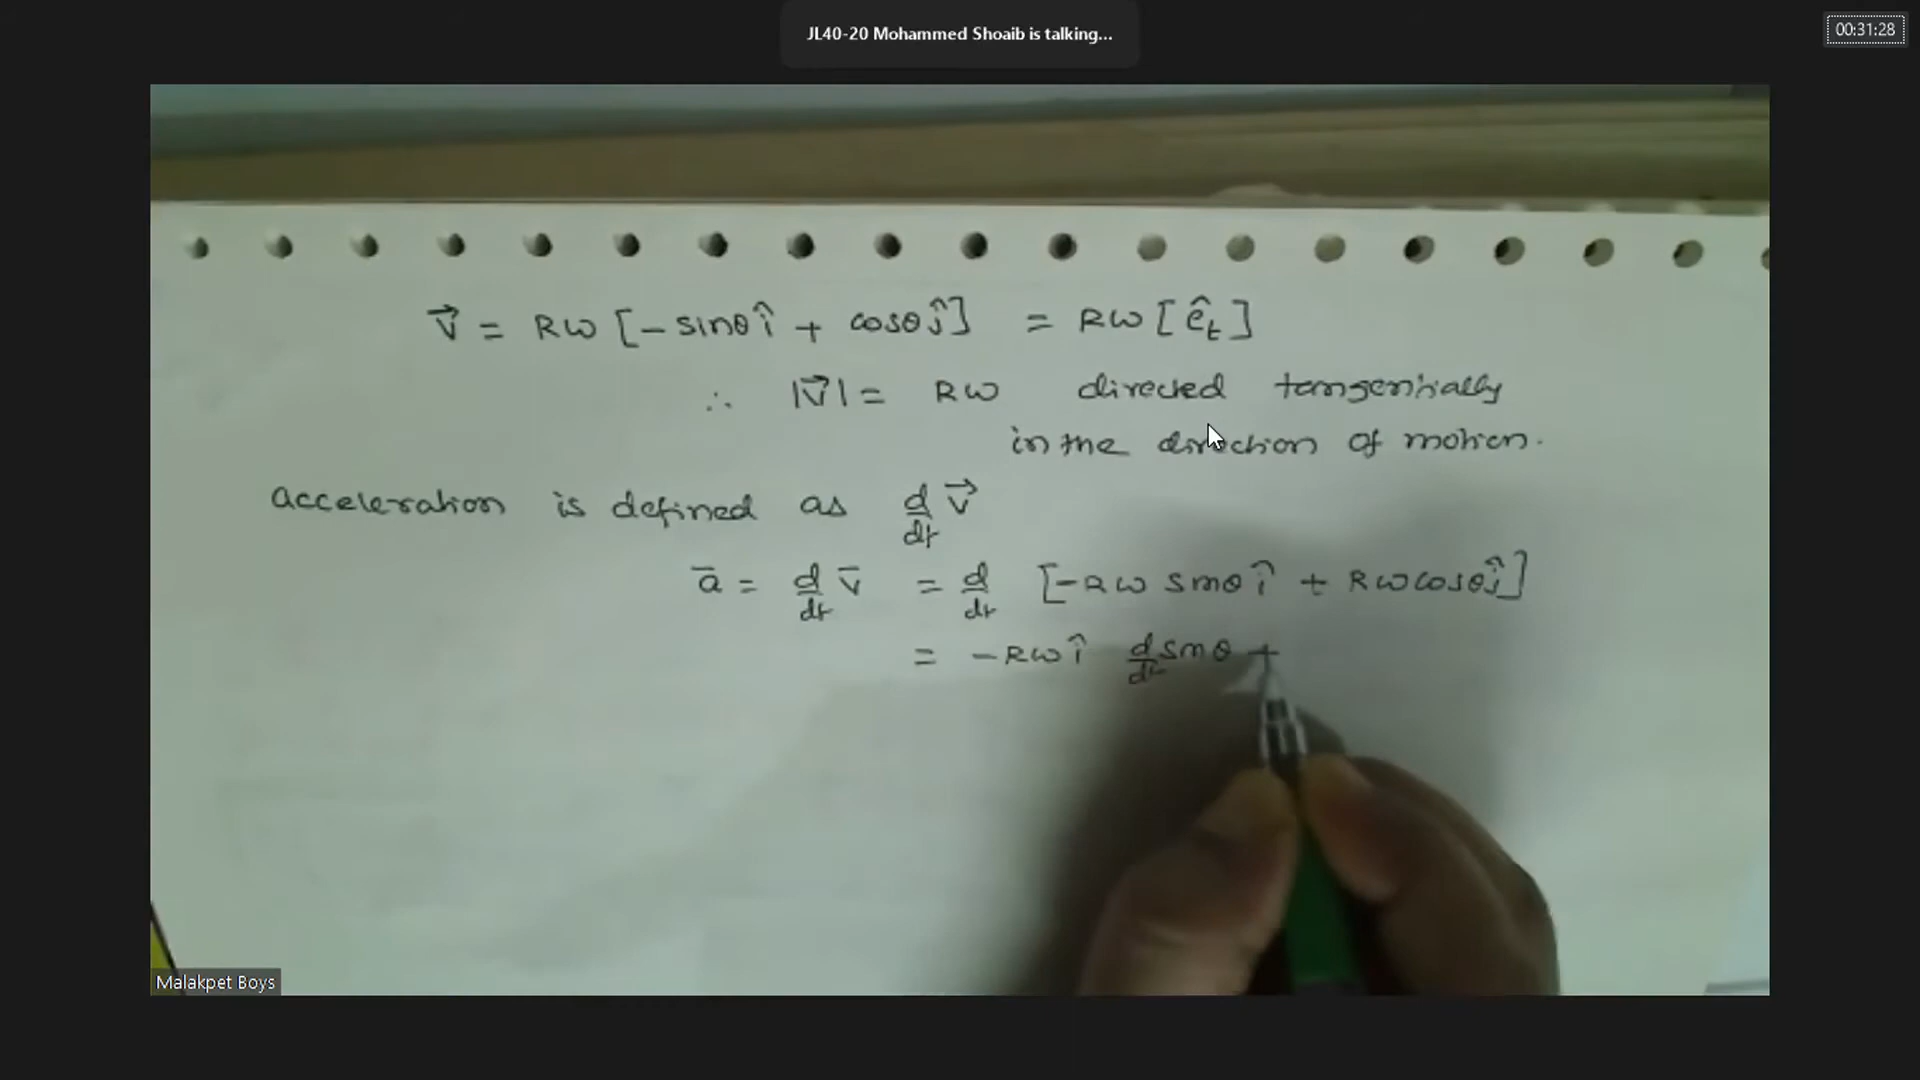 JL40-20 Mohammed Shoaib is talking...
00:31:28
v⃗ = Rω [-sinθ î + cosθ ĵ] = Rω [ê_t]
∴ |v⃗| = Rω directed tangentially
in the direction of motion.
acceleration is defined as d/dt v⃗
a̅ = d/dt v̅ = d/dt [-Rω sinθ î + Rω cosθ ĵ]
= -Rω î d/dt sinθ +
Malakpet Boys